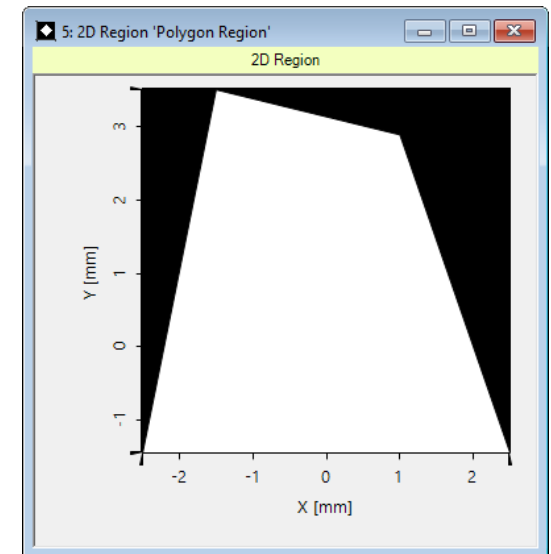 5: 2D Region 'Polygon Region'
2D Region
3
2
1
0
-1
Y [mm]
-2 -1 0 1 2
X [mm]